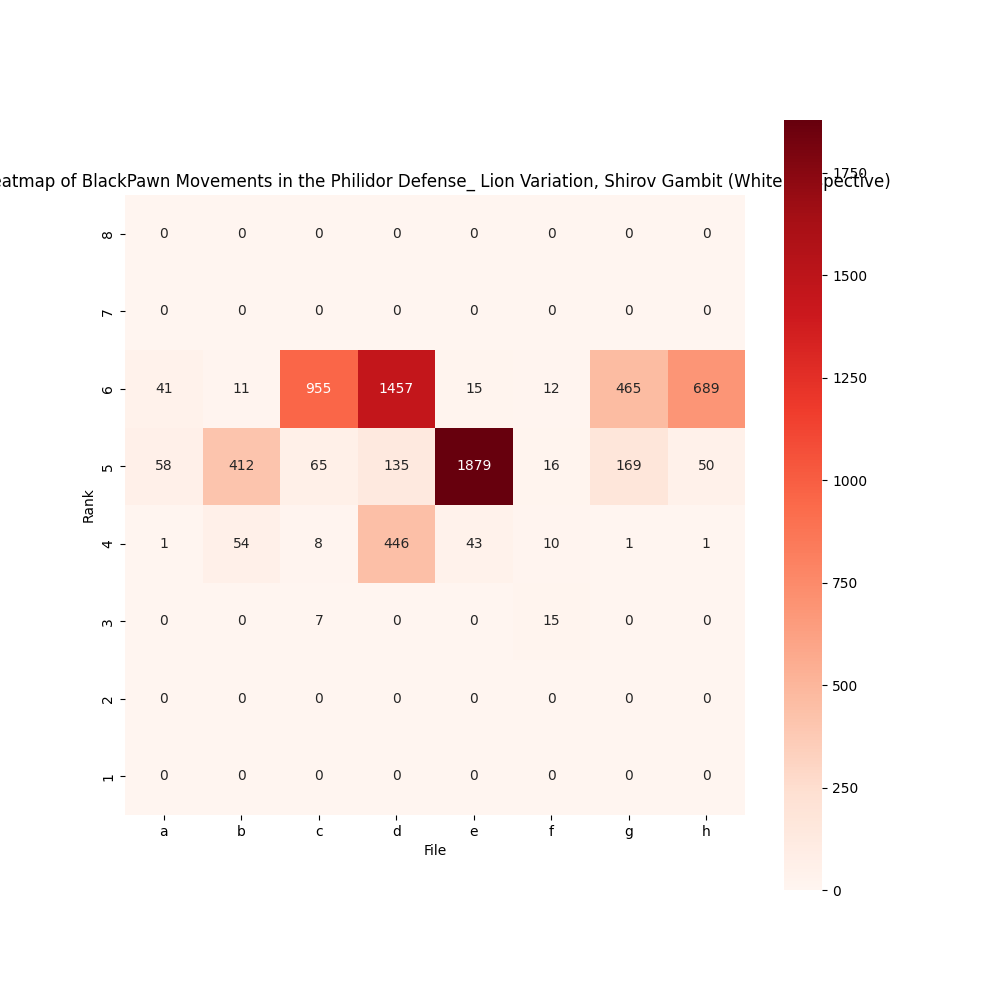 eatmap of BlackPawn Movements in the Philidor Defense_ Lion Variation, Shirov Gambit (White pective)
8 0 0 0 0 0 0 0 0
7 0 0 0 0 0 0 0 0
6 41 11 955 1457 15 12 465 689
5 58 412 65 135 1879 16 169 50
4 1 54 8 446 43 10 1 1
3 0 0 7 0 0 15 0 0
2 0 0 0 0 0 0 0 0
1 0 0 0 0 0 0 0 0
a b c d e f g h
File
Rank
1750
1500
1250
1000
750
500
250
0